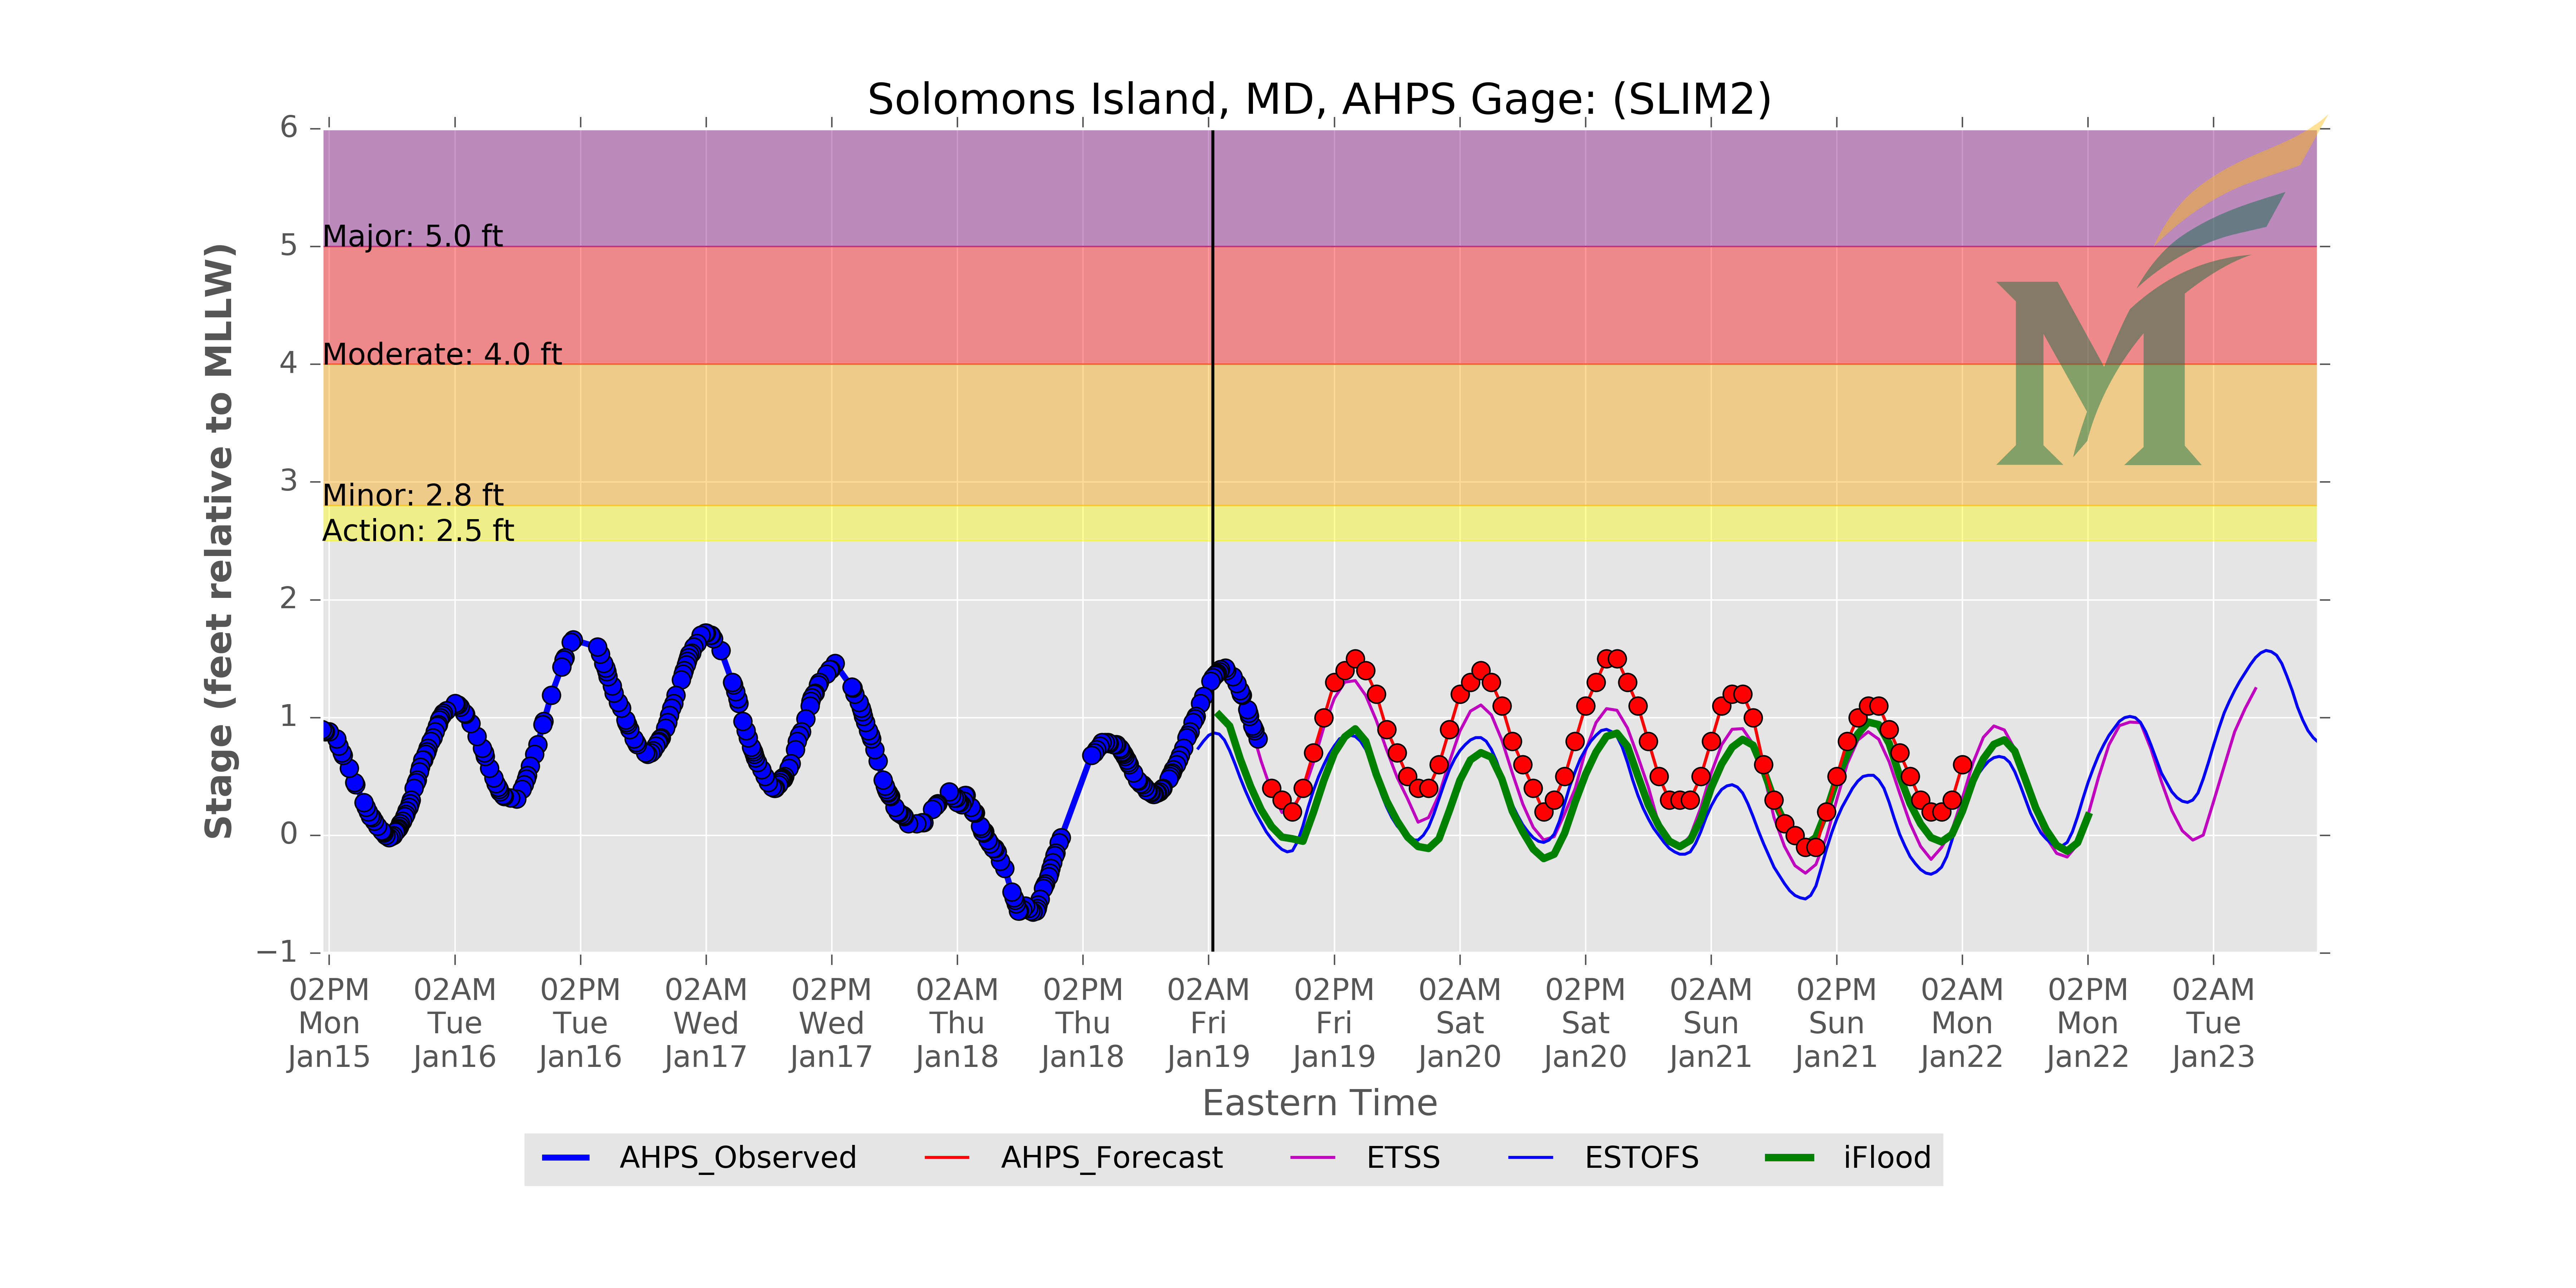 Solomons Island, MD, AHPS Gage: (SLIM2)
Stage (feet relative to MLLW)
6
5
4
3
2
1
0
−1
Major: 5.0 ft
Moderate: 4.0 ft
Minor: 2.8 ft
Action: 2.5 ft
M
02PM 02AM 02PM 02AM 02PM 02AM 02PM 02AM 02PM 02AM 02PM 02AM 02PM 02AM 02PM 02AM
Mon Tue Tue Wed Wed Thu Thu Fri Fri Sat Sat Sun Sun Mon Mon Tue
Jan15 Jan16 Jan16 Jan17 Jan17 Jan18 Jan18 Jan19 Jan19 Jan20 Jan20 Jan21 Jan21 Jan22 Jan22 Jan23
Eastern Time
AHPS_Observed AHPS_Forecast ETSS ESTOFS iFlood